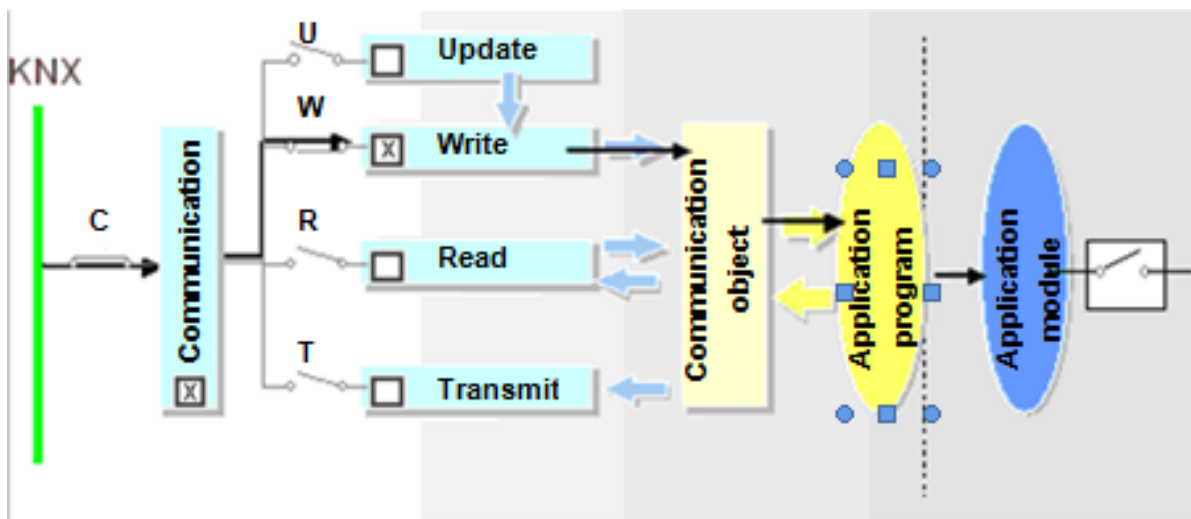 KNX
C
Communication
X
U
Update
W
X
Write
R
Read
T
Transmit
Communication
object
Application
program
Application
module